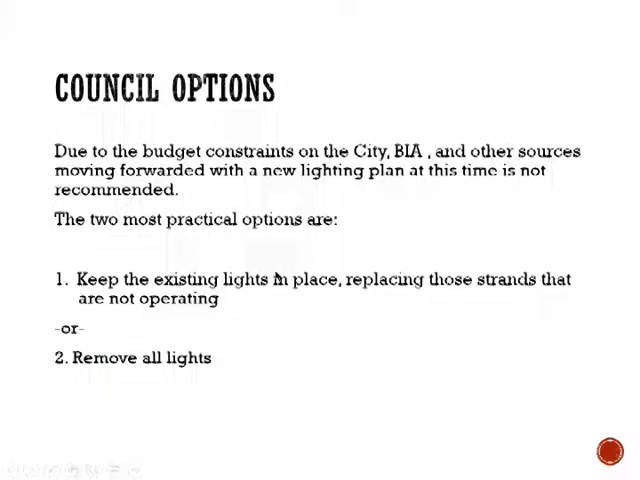 COUNCIL OPTIONS
Due to the budget constraints on the City, BIA , and other sources
moving forwarded with a new lighting plan at this time is not
recommended.
The two most practical options are:
1. Keep the existing lights in place, replacing those strands that
are not operating
-or-
2. Remove all lights